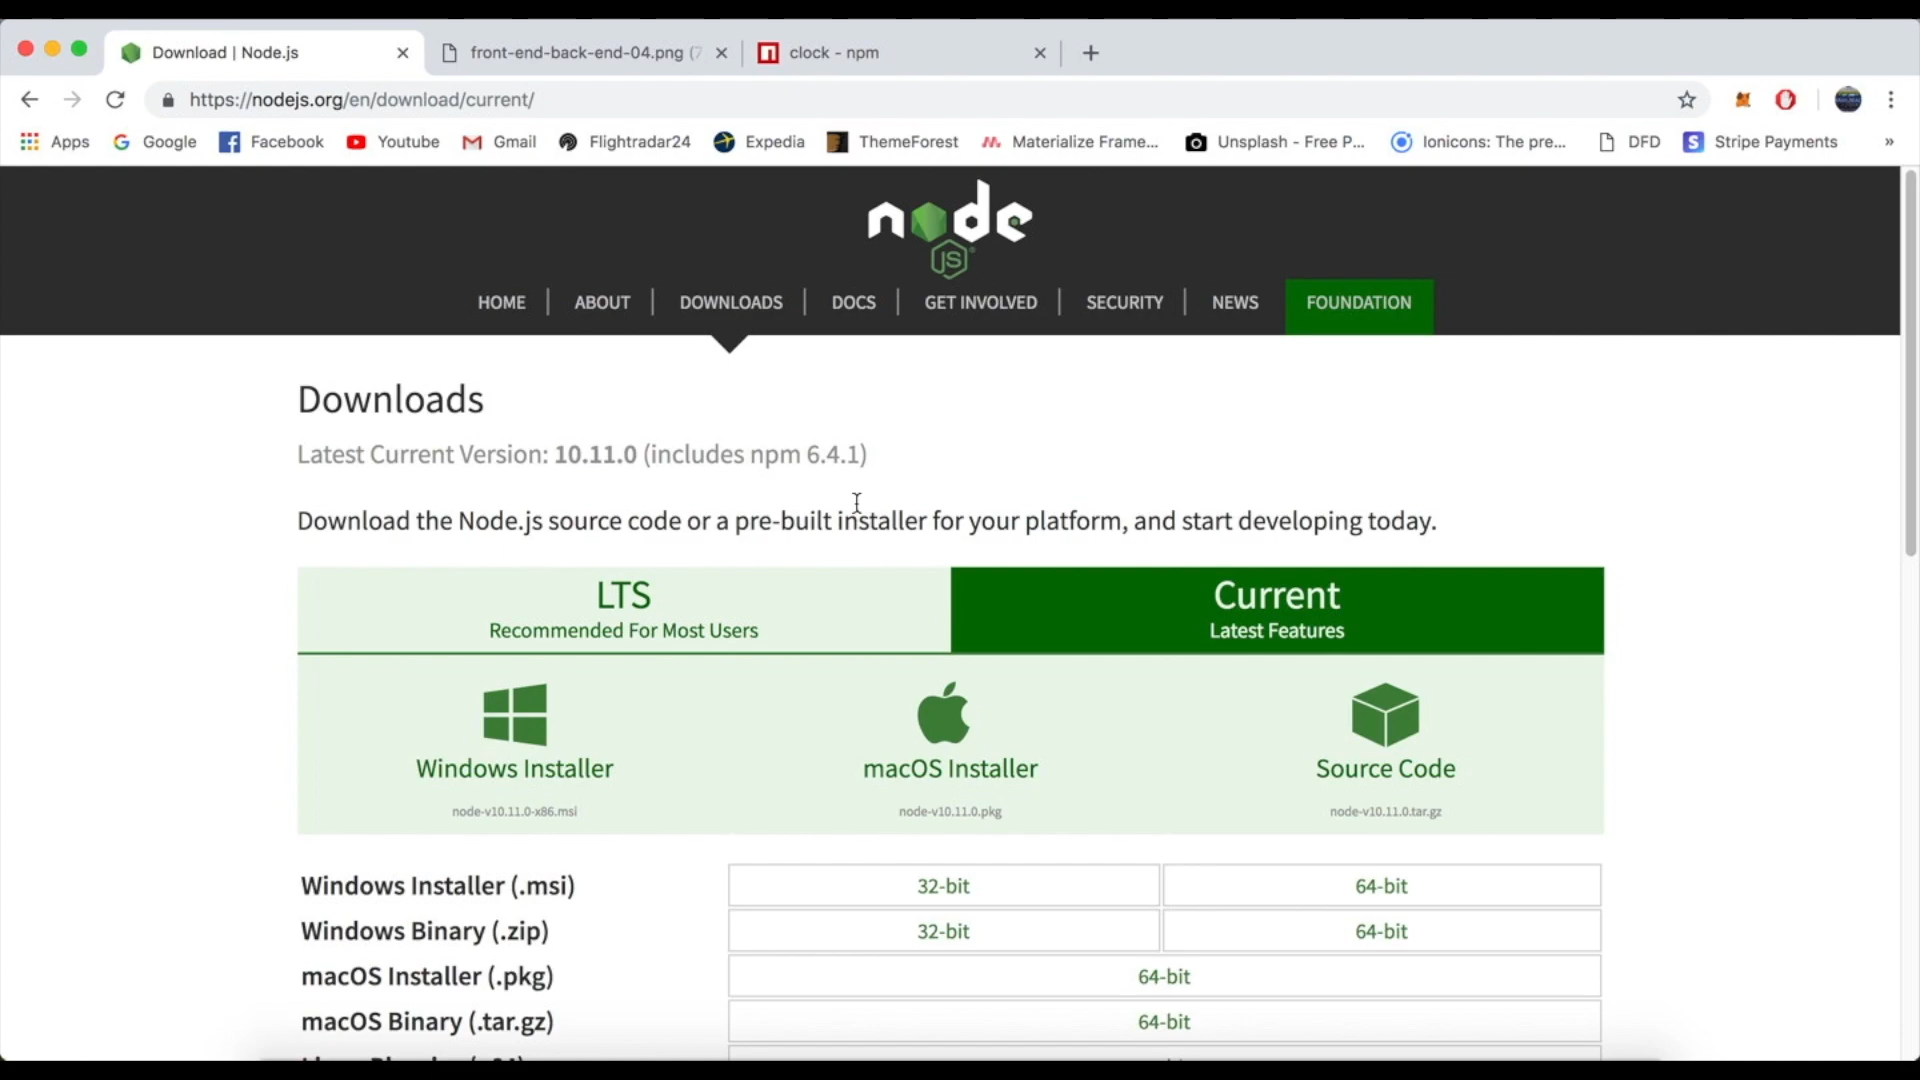 Download | Node.js
front-end-back-end-04.png (7
clock - npm
https://nodejs.org/en/download/current/
Apps
Google
Facebook
Youtube
Gmail
Flightradar24
Expedia
ThemeForest
Materialize Frame...
Unsplash - Free P...
Ionicons: The pre...
DFD
Stripe Payments
»
node
JS
HOME
ABOUT
DOWNLOADS
DOCS
GET INVOLVED
SECURITY
NEWS
FOUNDATION
Downloads
Latest Current Version: 10.11.0 (includes npm 6.4.1)
Download the Node.js source code or a pre-built installer for your platform, and start developing today.
LTS
Recommended For Most Users
Current
Latest Features
Windows Installer
node-v10.11.0-x86.msi
macOS Installer
node-v10.11.0.pkg
Source Code
node-v10.11.0.tar.gz
Windows Installer (.msi)
32-bit
64-bit
Windows Binary (.zip)
32-bit
64-bit
macOS Installer (.pkg)
64-bit
macOS Binary (.tar.gz)
64-bit